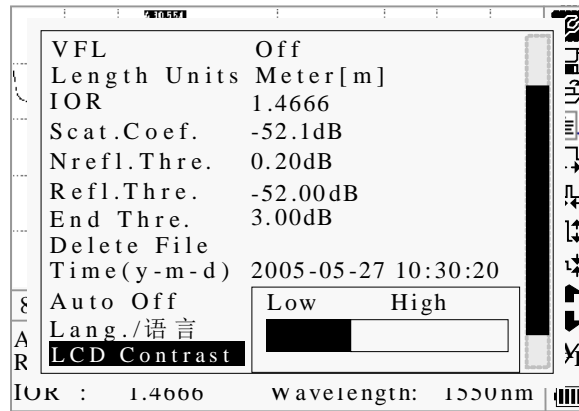 VFL Off
Length Units Meter[m]
IOR 1.4666
Scat.Coef. -52.1dB
Nrefl.Thre. 0.20dB
Refl.Thre. -52.00dB
End Thre. 3.00dB
Delete File
Time(y-m-d) 2005-05-27 10:30:20
Auto Off
Low High
Lang./语言
LCD Contrast
A
R
IOR : 1.4666 Wavelength: 1550nm